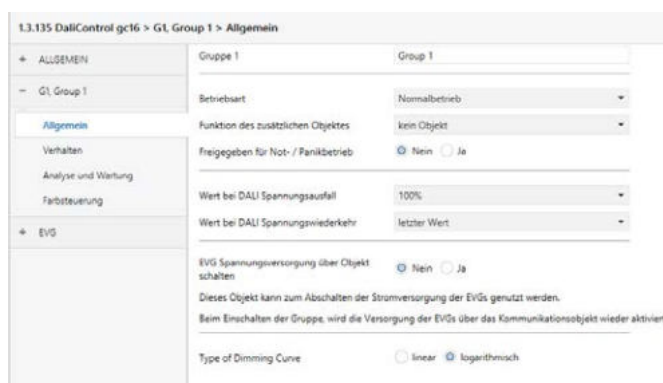 1.3.135 DaliControl gc16 > G1, Group 1 > Allgemein
+ ALLGEMEIN
Gruppe 1 Group 1
- G1, Group 1
Betriebsart Normalbetrieb
Allgemein
Funktion des zusätzlichen Objektes kein Objekt
Verhalten
Freigegeben für Not- / Panikbetrieb Nein Ja
Analyse und Wartung
Farbsteuerung
Wert bei DALI Spannungsausfall 100%
Wert bei DALI Spannungswiederkehr letzter Wert
+ EVG
EVG Spannungsversorgung über Objekt
schalten Nein Ja
Dieses Objekt kann zum Abschalten der Stromversorgung der EVGs genutzt werden.
Beim Einschalten der Gruppe, wird die Versorgung der EVGs über das Kommunikationsobjekt wieder aktivier
Type of Dimming Curve linear logarithmisch